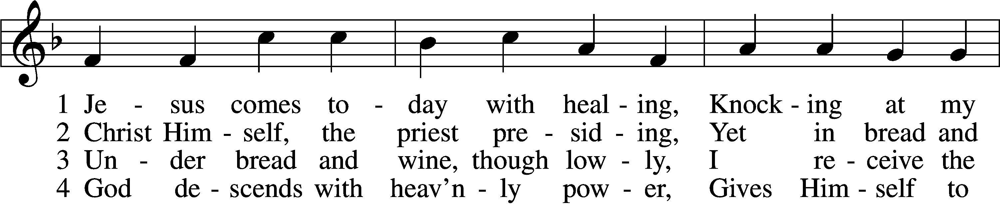 1 Je - sus comes to - day with heal - ing, Knock - ing at my
2 Christ Him - self, the priest pre - sid - ing, Yet in bread and
3 Un - der bread and wine, though low - ly, I re - ceive the
4 God de - scends with heav'n - ly pow - er, Gives Him - self to